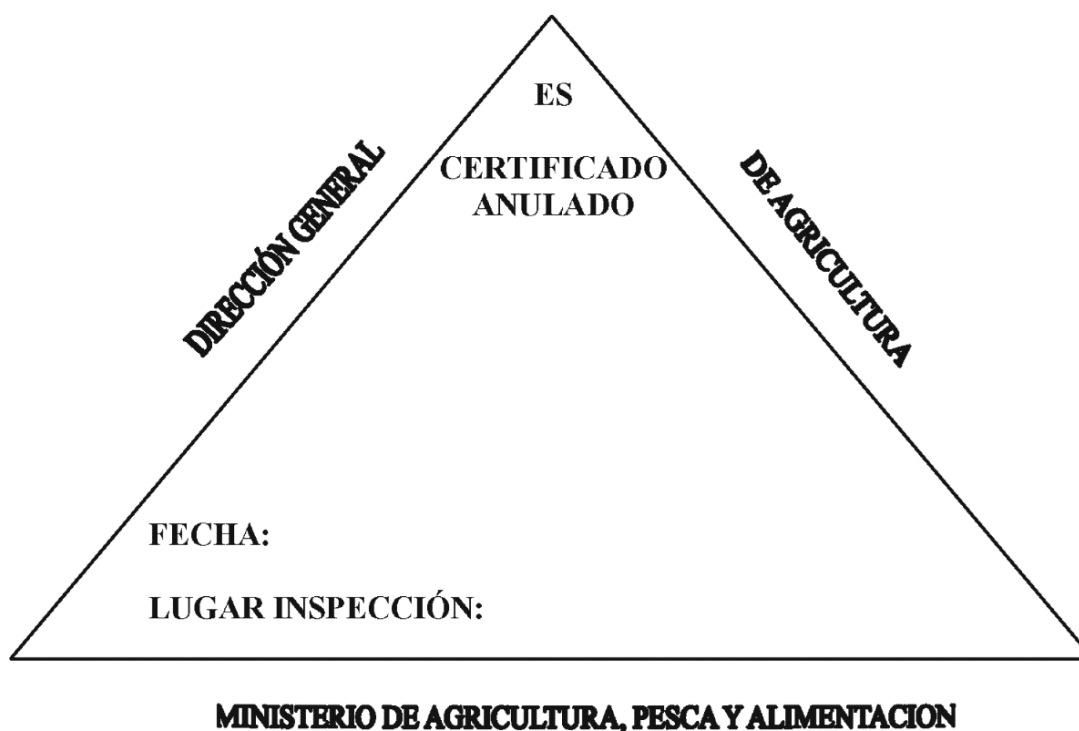 ES
CERTIFICADO
ANULADO
DIRECCIÓN GENERAL
DE AGRICULTURA
FECHA:
LUGAR INSPECCIÓN:
MINISTERIO DE AGRICULTURA, PESCA Y ALIMENTACION